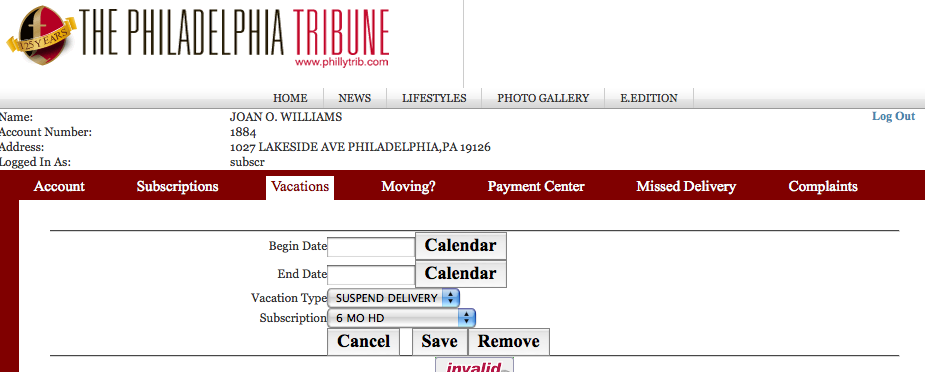 125 YEARS
THE PHILADELPHIA TRIBUNE
www.phillytrib.com
HOME NEWS LIFESTYLES PHOTO GALLERY E.EDITION
Name: JOAN O. WILLIAMS Log Out
Account Number: 1884
Address: 1027 LAKESIDE AVE PHILADELPHIA,PA 19126
Logged In As: subscr
Account Subscriptions Vacations Moving? Payment Center Missed Delivery Complaints
Begin Date Calendar
End Date Calendar
Vacation Type SUSPEND DELIVERY
Subscription 6 MO HD
Cancel Save Remove
invalid